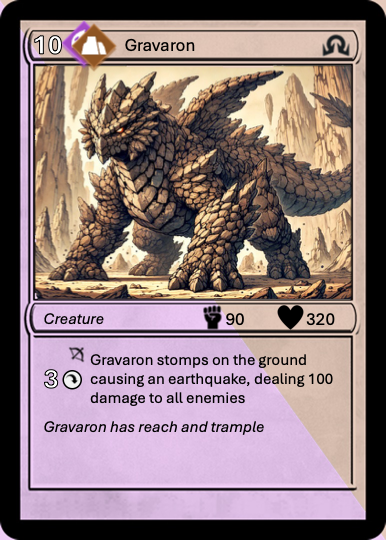 10 Gravaron
Creature 90 320
Gravaron stomps on the ground
3 causing an earthquake, dealing 100
damage to all enemies
Gravaron has reach and trample